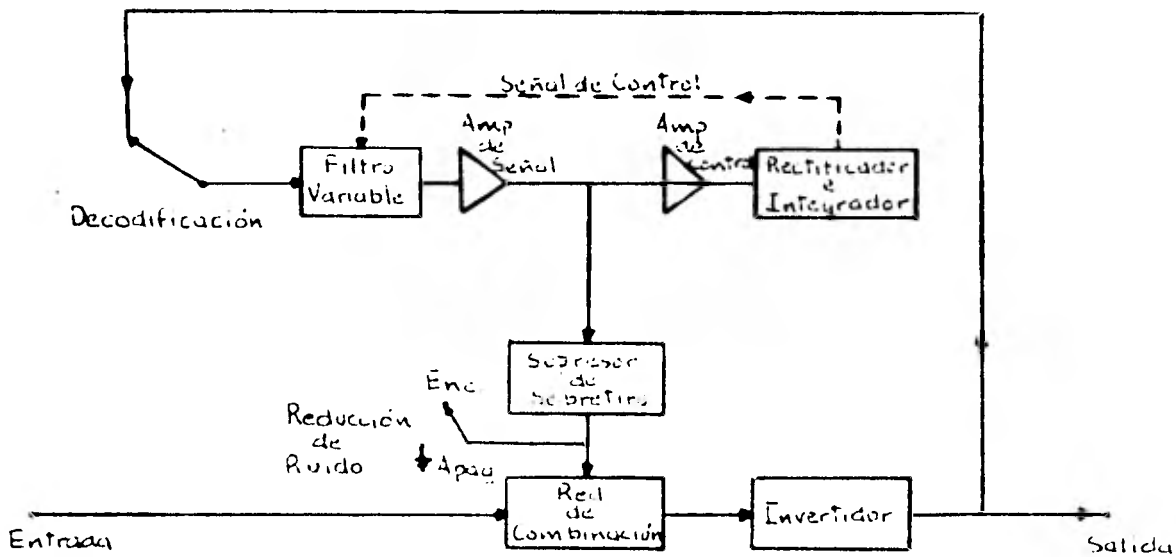 Señal de Control
Amp
de
Señal
Amp
de
Control
Filtro
Variable
Rectificador
e
Integrador
Decodificación
Supresor
de
Sobretiro
Enc.
Reducción
de
Ruido
Apag
Red
de
Combinación
Invertidor
Entrada
Salida